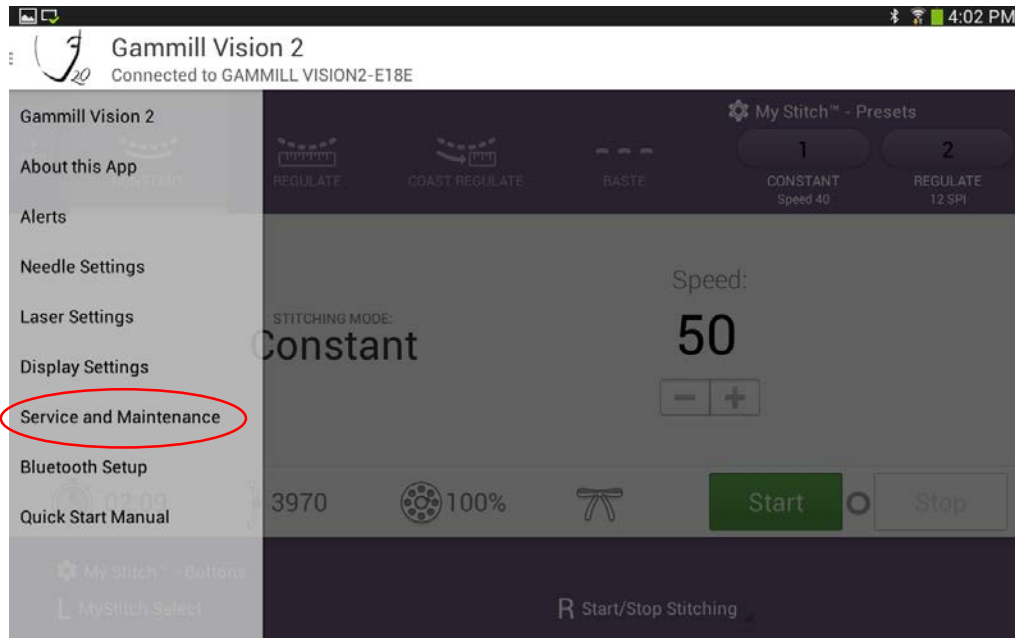 4:02 PM
20
Gammill Vision 2
Connected to GAMMILL VISION2-E18E
Gammill Vision 2
About this App
Alerts
Needle Settings
Laser Settings
Display Settings
Service and Maintenance
Bluetooth Setup
Quick Start Manual
My Stitch™ - Presets
CONSTANT
REGULATE
COAST REGULATE
BASTE
1
CONSTANT
Speed 40
2
REGULATE
12 SPI
STITCHING MODE:
Constant
Speed:
50
02:09
3970
100%
Start
Stop
My Stitch™ - Buttons
L MyStitch Select
R Start/Stop Stitching